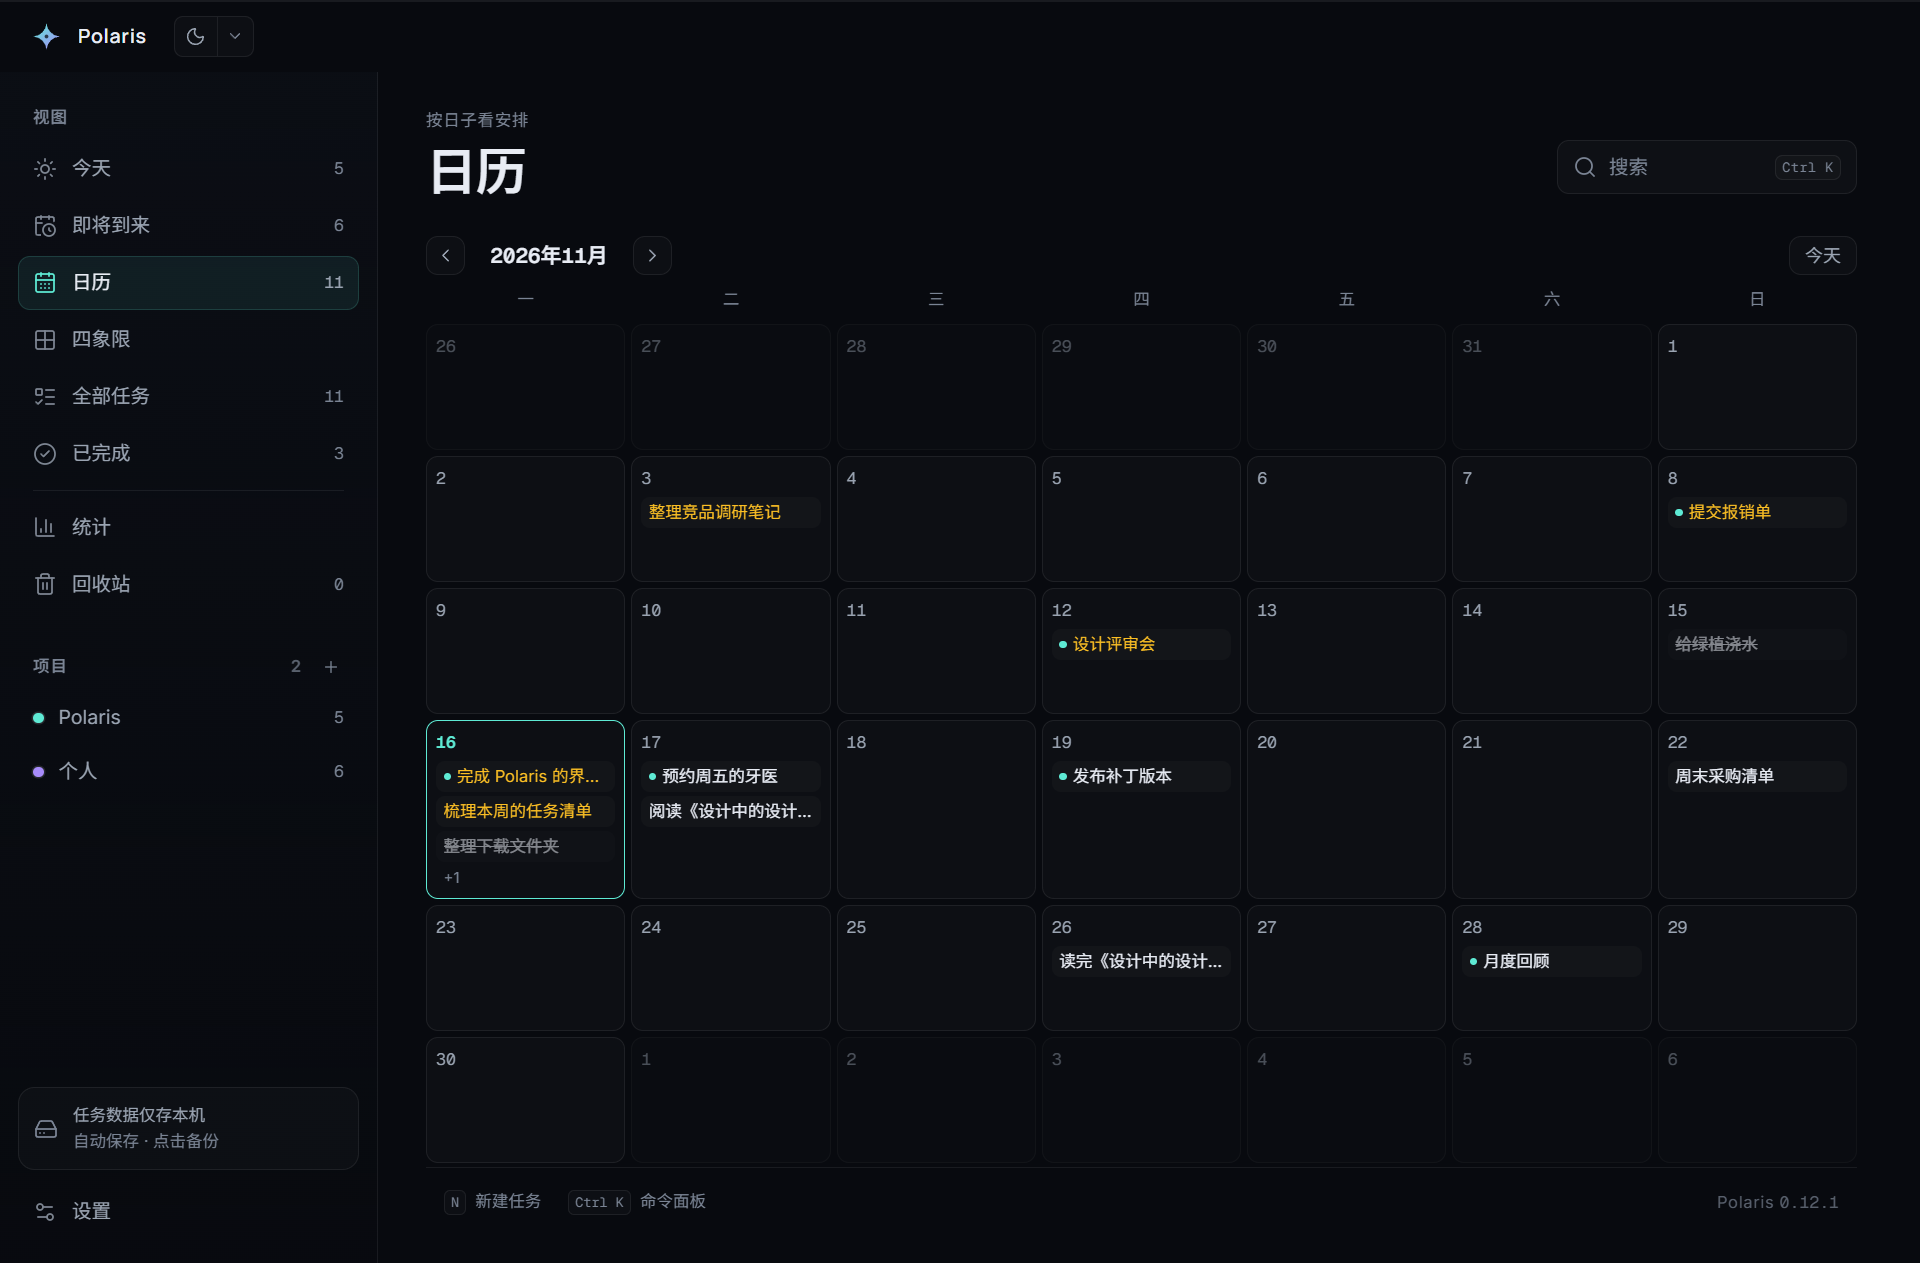 Polaris
视图
今天 5
即将到来 6
日历 11
四象限
全部任务 11
已完成 3
统计
回收站 0
项目 2
Polaris 5
个人 6
任务数据仅存本机
自动保存 · 点击备份
设置
按日子看安排
日历
搜索 Ctrl K
2026年11月
今天
一 二 三 四 五 六 日
26 27 28 29 30 31 1
2 3 4 5 6 7 8
整理竞品调研笔记 提交报销单
9 10 11 12 13 14 15
设计评审会 给绿植浇水
16 17 18 19 20 21 22
完成 Polaris 的界... 预约周五的牙医 发布补丁版本 周末采购清单
梳理本周的任务清单 阅读《设计中的设计...
整理下载文件夹
+1
23 24 25 26 27 28 29
读完《设计中的设计... 月度回顾
30 1 2 3 4 5 6
N 新建任务 Ctrl K 命令面板
Polaris 0.12.1